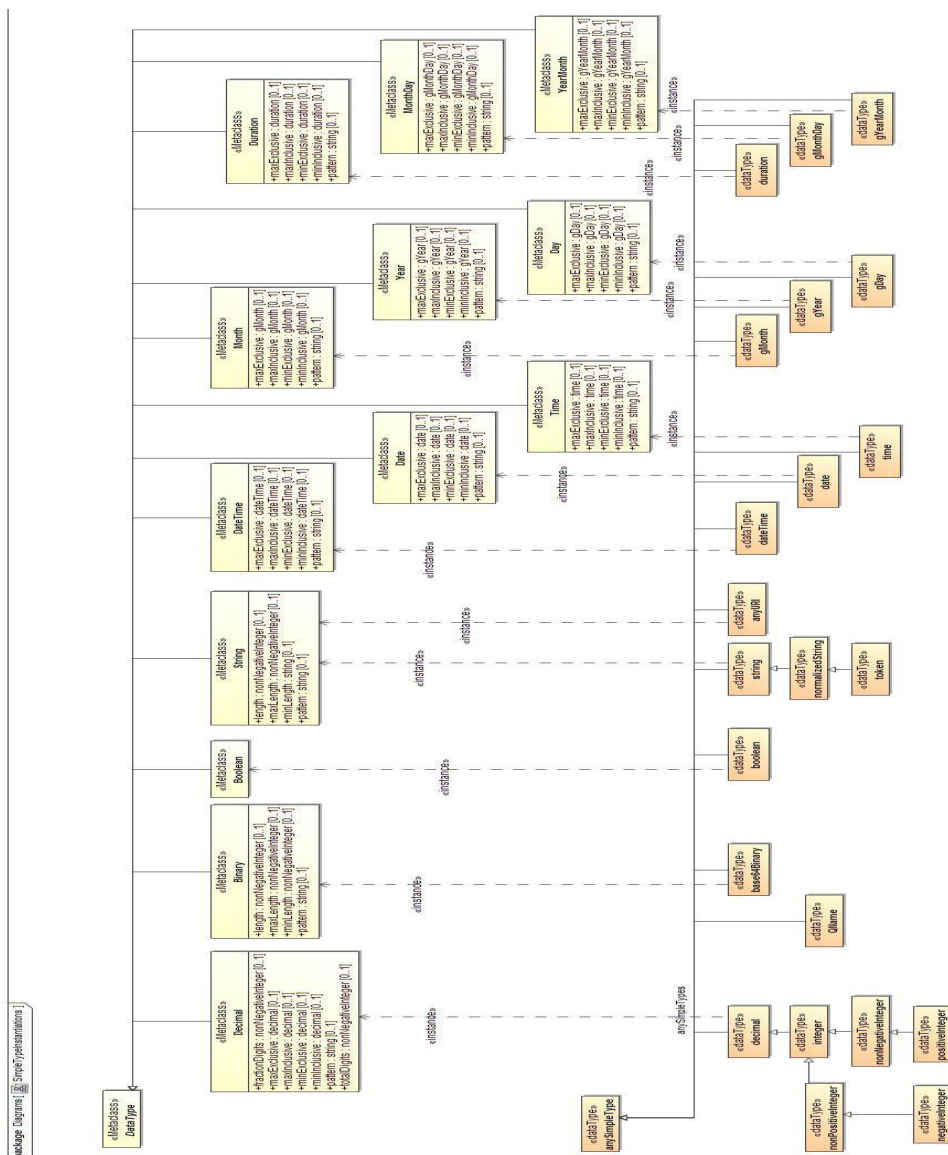 package Diagrams [ SimpleTypeInstantations ]
«Metaclass»
DataType
«Metaclass»
Decimal
+fractionDigits : nonNegativeInteger [0..1]
+maxExclusive : decimal [0..1]
+maxInclusive : decimal [0..1]
+minExclusive : decimal [0..1]
+minInclusive : decimal [0..1]
+pattern : string [0..1]
+totalDigits : nonNegativeInteger [0..1]
«Metaclass»
Binary
+length : nonNegativeInteger [0..1]
+maxLength : nonNegativeInteger [0..1]
+minLength : nonNegativeInteger [0..1]
+pattern : string [0..1]
«Metaclass»
Boolean
«Metaclass»
String
+length : nonNegativeInteger [0..1]
+maxLength : nonNegativeInteger [0..1]
+minLength : string [0..1]
+pattern : string [0..1]
«Metaclass»
DateTime
+maxExclusive : dateTime [0..1]
+maxInclusive : dateTime [0..1]
+minExclusive : dateTime [0..1]
+minInclusive : dateTime [0..1]
+pattern : string [0..1]
«Metaclass»
Date
+maxExclusive : date [0..1]
+maxInclusive : date [0..1]
+minExclusive : date [0..1]
+minInclusive : date [0..1]
+pattern : string [0..1]
«Metaclass»
Time
+maxExclusive : time [0..1]
+maxInclusive : time [0..1]
+minExclusive : time [0..1]
+minInclusive : time [0..1]
+pattern : string [0..1]
«Metaclass»
Month
+maxExclusive : gMonth [0..1]
+maxInclusive : gMonth [0..1]
+minExclusive : gMonth [0..1]
+minInclusive : gMonth [0..1]
+pattern : string [0..1]
«Metaclass»
Year
+maxExclusive : gYear [0..1]
+maxInclusive : gYear [0..1]
+minExclusive : gYear [0..1]
+minInclusive : gYear [0..1]
+pattern : string [0..1]
«Metaclass»
Day
+maxExclusive : gDay [0..1]
+maxInclusive : gDay [0..1]
+minExclusive : gDay [0..1]
+minInclusive : gDay [0..1]
+pattern : string [0..1]
«Metaclass»
Duration
+maxExclusive : duration [0..1]
+maxInclusive : duration [0..1]
+minExclusive : duration [0..1]
+minInclusive : duration [0..1]
+pattern : string [0..1]
«Metaclass»
MonthDay
+maxExclusive : gMonthDay [0..1]
+maxInclusive : gMonthDay [0..1]
+minExclusive : gMonthDay [0..1]
+minInclusive : gMonthDay [0..1]
+pattern : string [0..1]
«Metaclass»
YearMonth
+maxExclusive : gYearMonth [0..1]
+maxInclusive : gYearMonth [0..1]
+minExclusive : gYearMonth [0..1]
+minInclusive : gYearMonth [0..1]
+pattern : string [0..1]
«instance»
«instance»
«instance»
«instance»
«instance»
«instance»
«instance»
«instance»
«instance»
«instance»
«instance»
«instance»
«instance»
«instance»
«dataType»
anySimpleType
anySimpleTypes
«dataType»
decimal
«dataType»
integer
«dataType»
nonPositiveInteger
«dataType»
nonNegativeInteger
«dataType»
negativeInteger
«dataType»
positiveInteger
«dataType»
QName
«dataType»
base64Binary
«dataType»
boolean
«dataType»
string
«dataType»
normalizedString
«dataType»
token
«dataType»
anyURI
«dataType»
dateTime
«dataType»
date
«dataType»
time
«dataType»
gMonth
«dataType»
gYear
«dataType»
gDay
«dataType»
duration
«dataType»
gMonthDay
«dataType»
gYearMonth